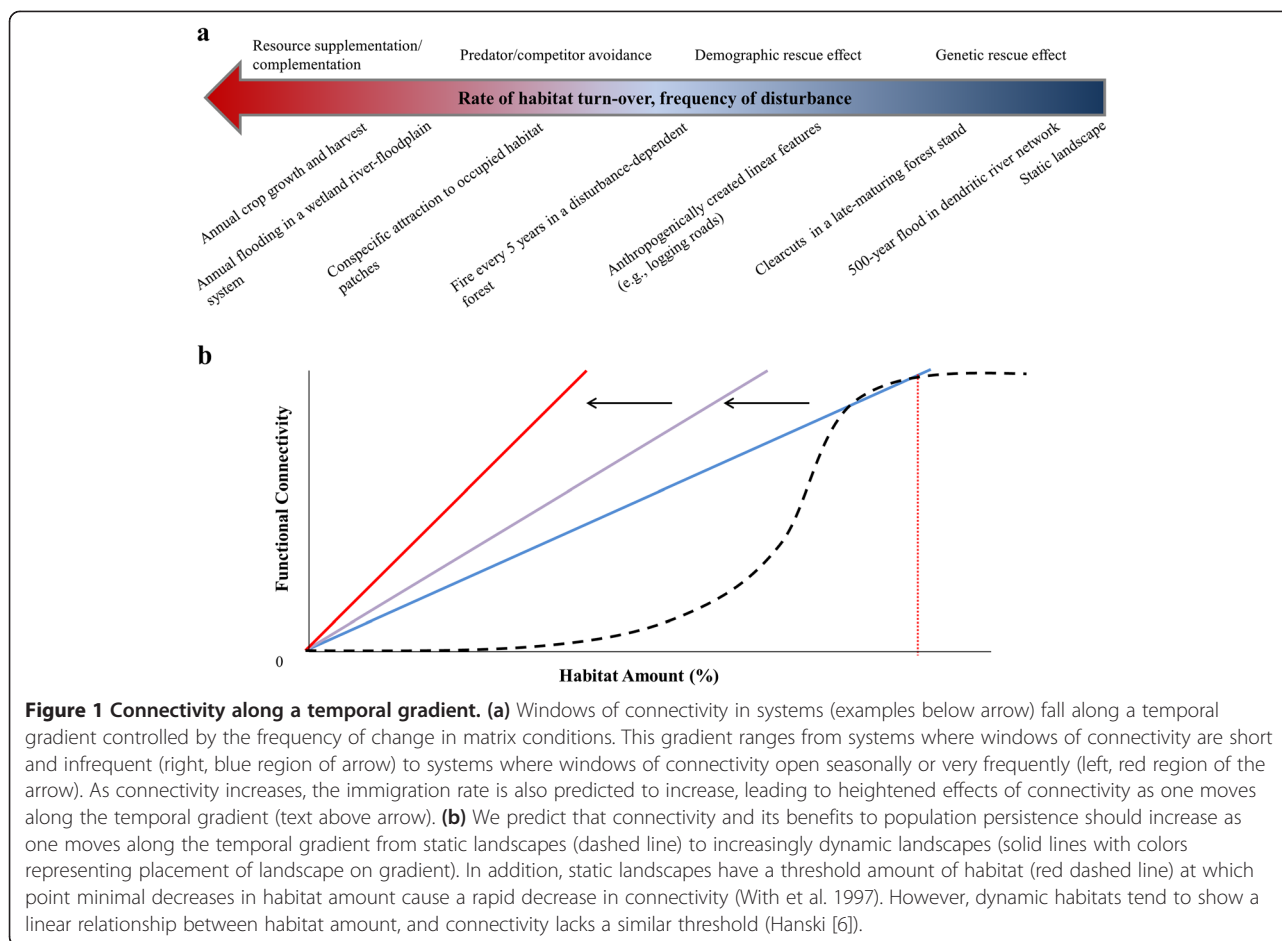 a
Resource supplementation/
complementation
Predator/competitor avoidance
Demographic rescue effect
Genetic rescue effect
Rate of habitat turn-over, frequency of disturbance
Annual crop growth and harvest
Annual flooding in a wetland river-floodplain
system
Conspecific attraction to occupied habitat
patches
Fire every 5 years in a disturbance-dependent
forest
Anthropogenically created linear features
(e.g., logging roads)
Clearcuts in a late-maturing forest stand
500-year flood in dendritic river network
Static landscape
b
Functional Connectivity
0
Habitat Amount (%)
Figure 1 Connectivity along a temporal gradient. (a) Windows of connectivity in systems (examples below arrow) fall along a temporal
gradient controlled by the frequency of change in matrix conditions. This gradient ranges from systems where windows of connectivity are short
and infrequent (right, blue region of arrow) to systems where windows of connectivity open seasonally or very frequently (left, red region of the
arrow). As connectivity increases, the immigration rate is also predicted to increase, leading to heightened effects of connectivity as one moves
along the temporal gradient (text above arrow). (b) We predict that connectivity and its benefits to population persistence should increase as
one moves along the temporal gradient from static landscapes (dashed line) to increasingly dynamic landscapes (solid lines with colors
representing placement of landscape on gradient). In addition, static landscapes have a threshold amount of habitat (red dashed line) at which
point minimal decreases in habitat amount cause a rapid decrease in connectivity (With et al. 1997). However, dynamic habitats tend to show a
linear relationship between habitat amount, and connectivity lacks a similar threshold (Hanski [6]).